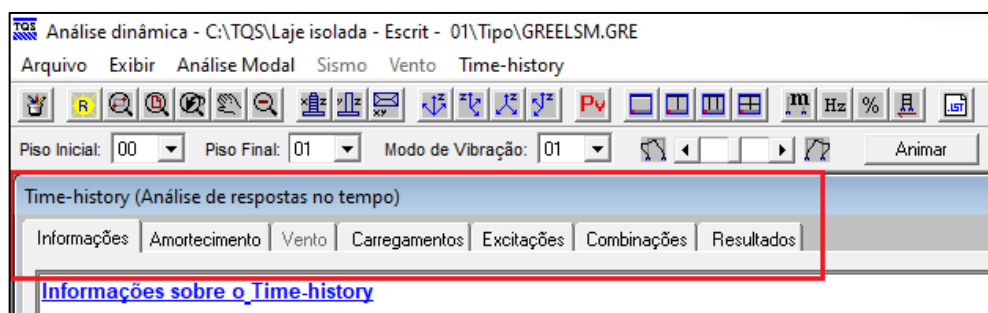 TQS Análise dinâmica - C:\TQS\Laje isolada - Escrit - 01\Tipo\GREELSM.GRE
Arquivo Exibir Análise Modal Sismo Vento Time-history
R Pv m Hz % LST
Piso Inicial: 00 Piso Final: 01 Modo de Vibração: 01 Animar
Time-history (Análise de respostas no tempo)
Informações Amortecimento Vento Carregamentos Excitações Combinações Resultados
Informações sobre o Time-history